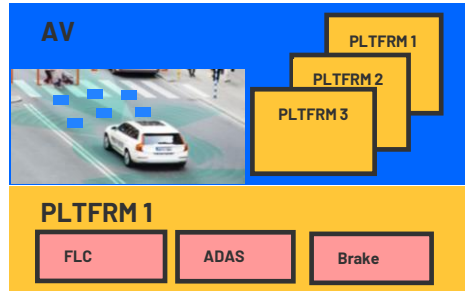 AV
PLTFRM 1
PLTFRM 2
PLTFRM 3
PLTFRM 1
FLC
ADAS
Brake